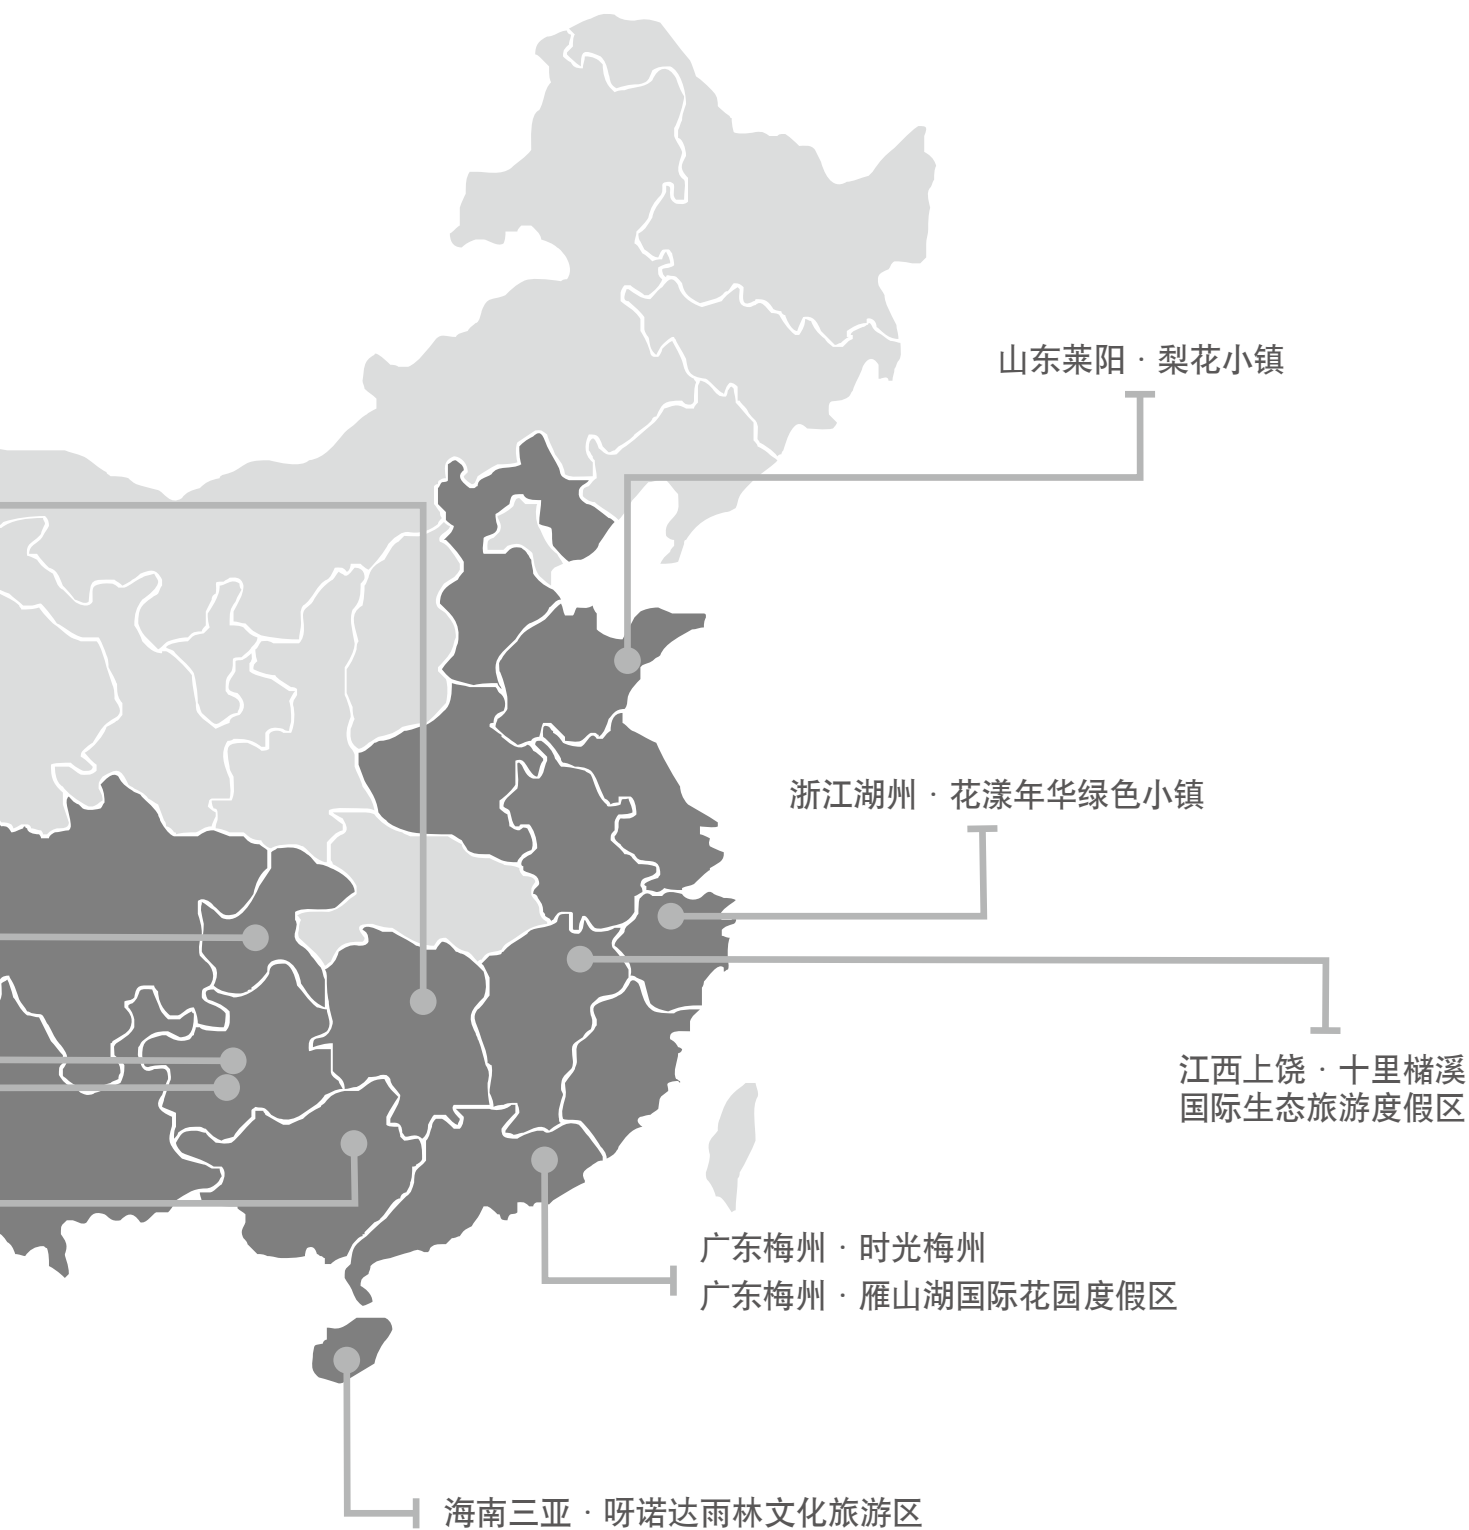 山东莱阳 · 梨花小镇
浙江湖州 · 花漾年华绿色小镇
江西上饶 · 十里槠溪
国际生态旅游度假区
广东梅州 · 时光梅州
广东梅州 · 雁山湖国际花园度假区
海南三亚 · 呀诺达雨林文化旅游区